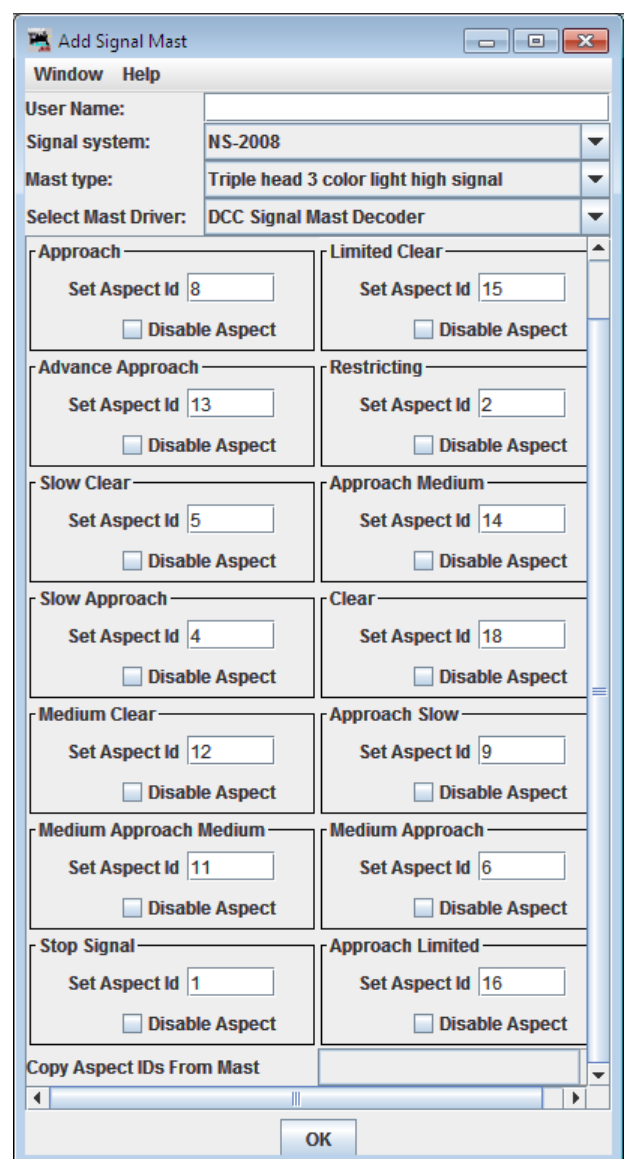 Add Signal Mast
Window Help
User Name:
Signal system: NS-2008
Mast type: Triple head 3 color light high signal
Select Mast Driver: DCC Signal Mast Decoder
Approach Limited Clear
Set Aspect Id 8 Set Aspect Id 15
Disable Aspect Disable Aspect
Advance Approach Restricting
Set Aspect Id 13 Set Aspect Id 2
Disable Aspect Disable Aspect
Slow Clear Approach Medium
Set Aspect Id 5 Set Aspect Id 14
Disable Aspect Disable Aspect
Slow Approach Clear
Set Aspect Id 4 Set Aspect Id 18
Disable Aspect Disable Aspect
Medium Clear Approach Slow
Set Aspect Id 12 Set Aspect Id 9
Disable Aspect Disable Aspect
Medium Approach Medium Medium Approach
Set Aspect Id 11 Set Aspect Id 6
Disable Aspect Disable Aspect
Stop Signal Approach Limited
Set Aspect Id 1 Set Aspect Id 16
Disable Aspect Disable Aspect
Copy Aspect IDs From Mast
OK